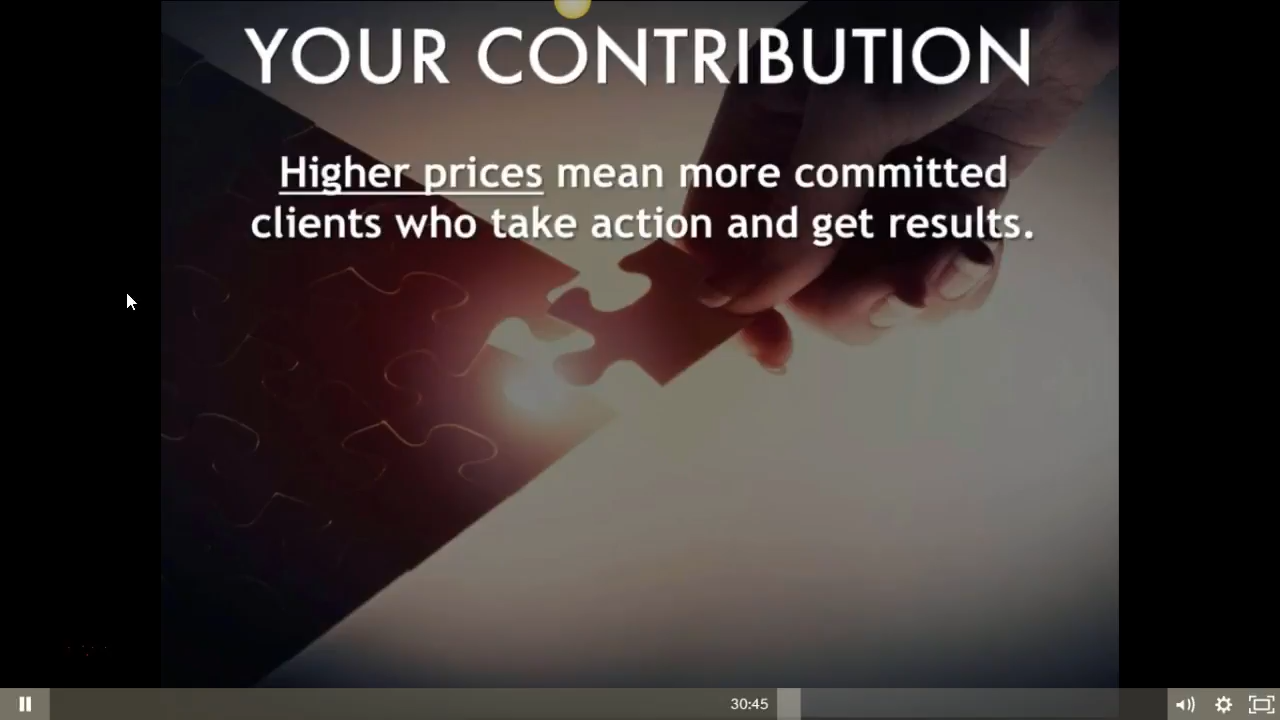 YOUR CONTRIBUTION
Higher prices mean more committed
clients who take action and get results.
30:45